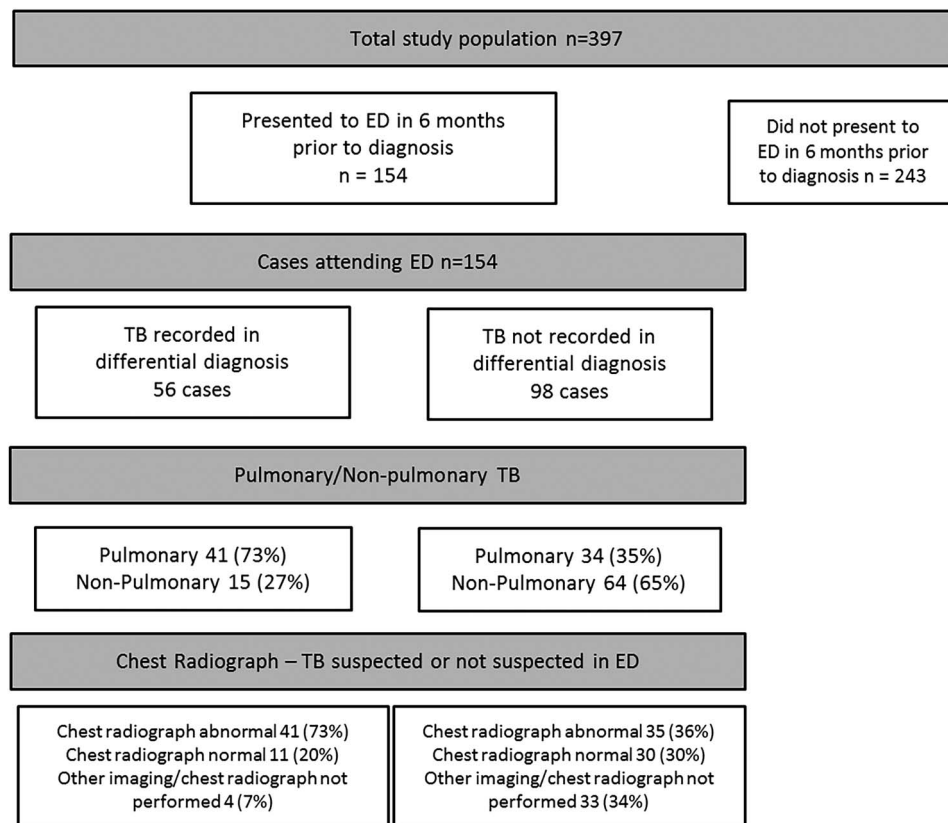 Total study population n=397
Presented to ED in 6 months
prior to diagnosis
n = 154
Did not present to
ED in 6 months prior
to diagnosis n = 243
Cases attending ED n=154
TB recorded in
differential diagnosis
56 cases
TB not recorded in
differential diagnosis
98 cases
Pulmonary/Non-pulmonary TB
Pulmonary 41 (73%)
Non-Pulmonary 15 (27%)
Pulmonary 34 (35%)
Non-Pulmonary 64 (65%)
Chest Radiograph – TB suspected or not suspected in ED
Chest radiograph abnormal 41 (73%)
Chest radiograph normal 11 (20%)
Other imaging/chest radiograph not
performed 4 (7%)
Chest radiograph abnormal 35 (36%)
Chest radiograph normal 30 (30%)
Other imaging/chest radiograph not
performed 33 (34%)